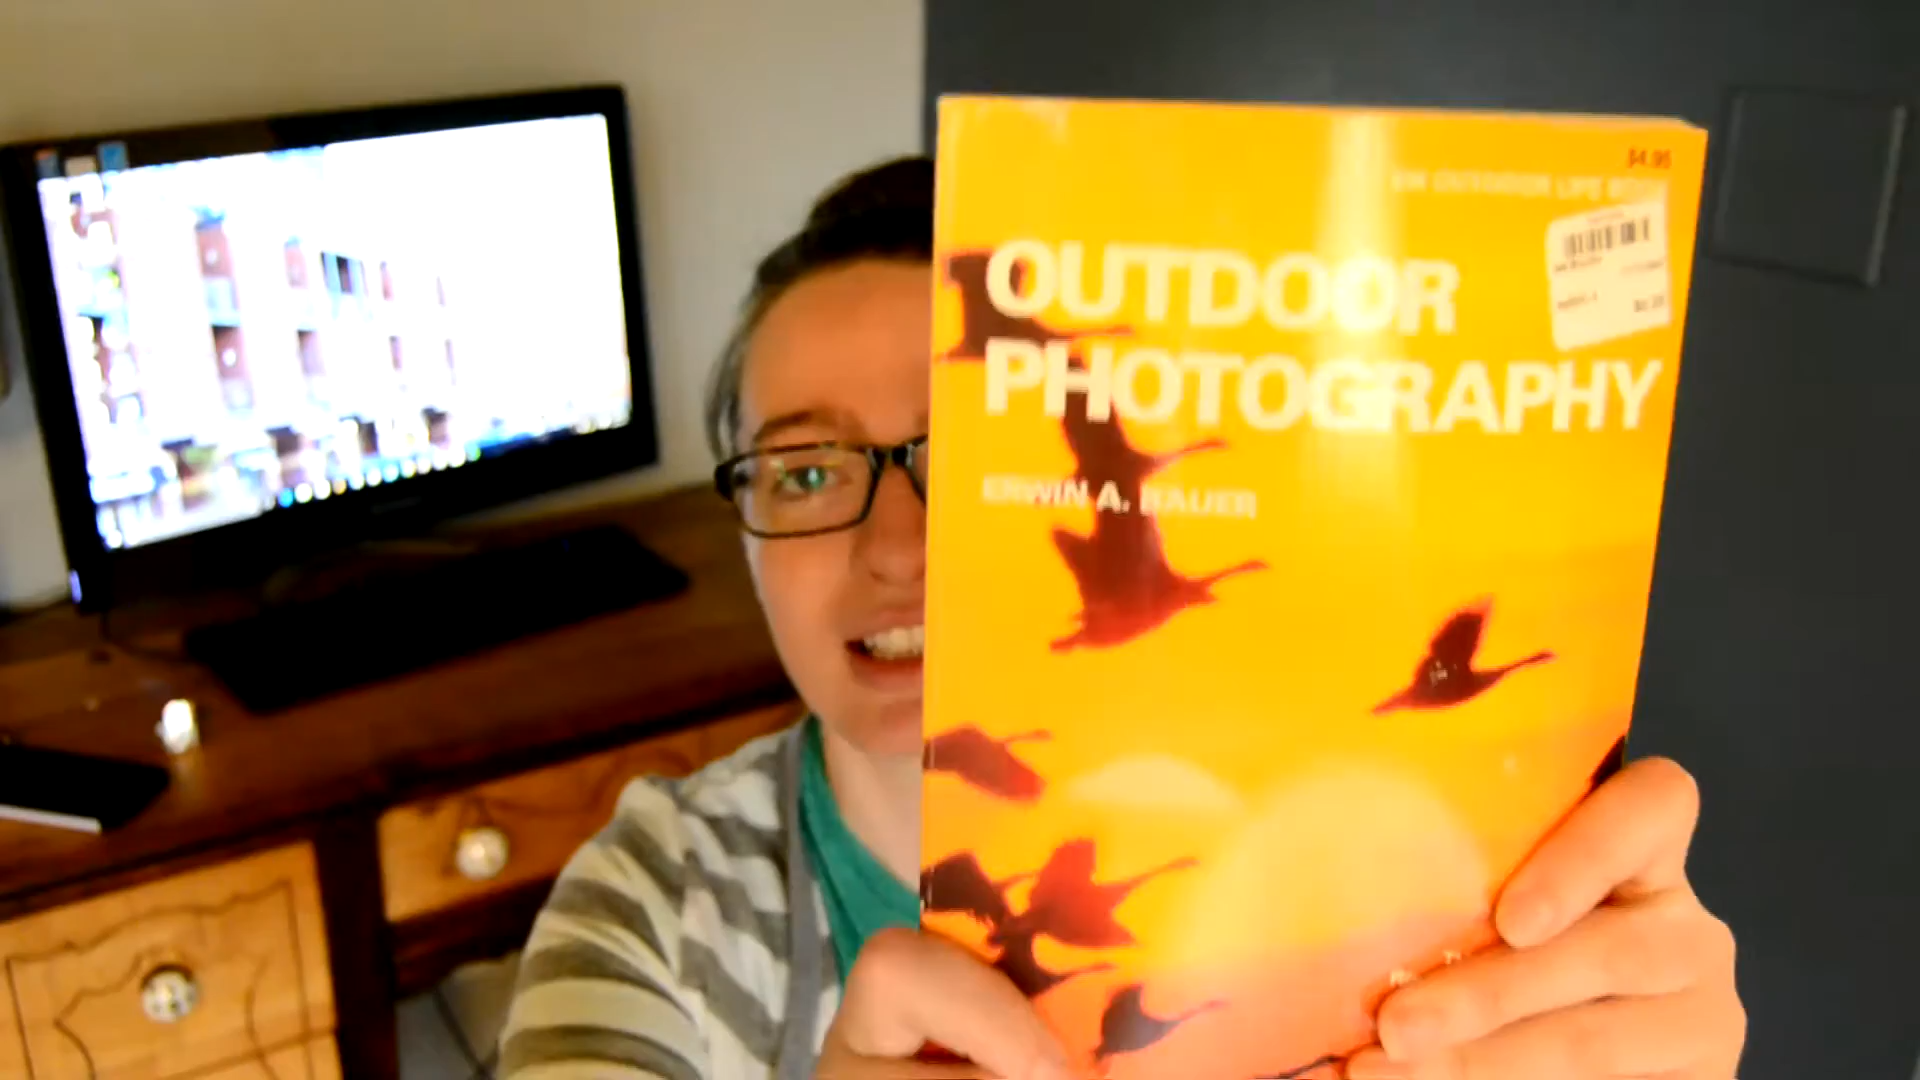 $4.95
AN OUTDOOR LIFE BOOK
OUTDOOR
PHOTOGRAPHY
ERWIN A. BAUER